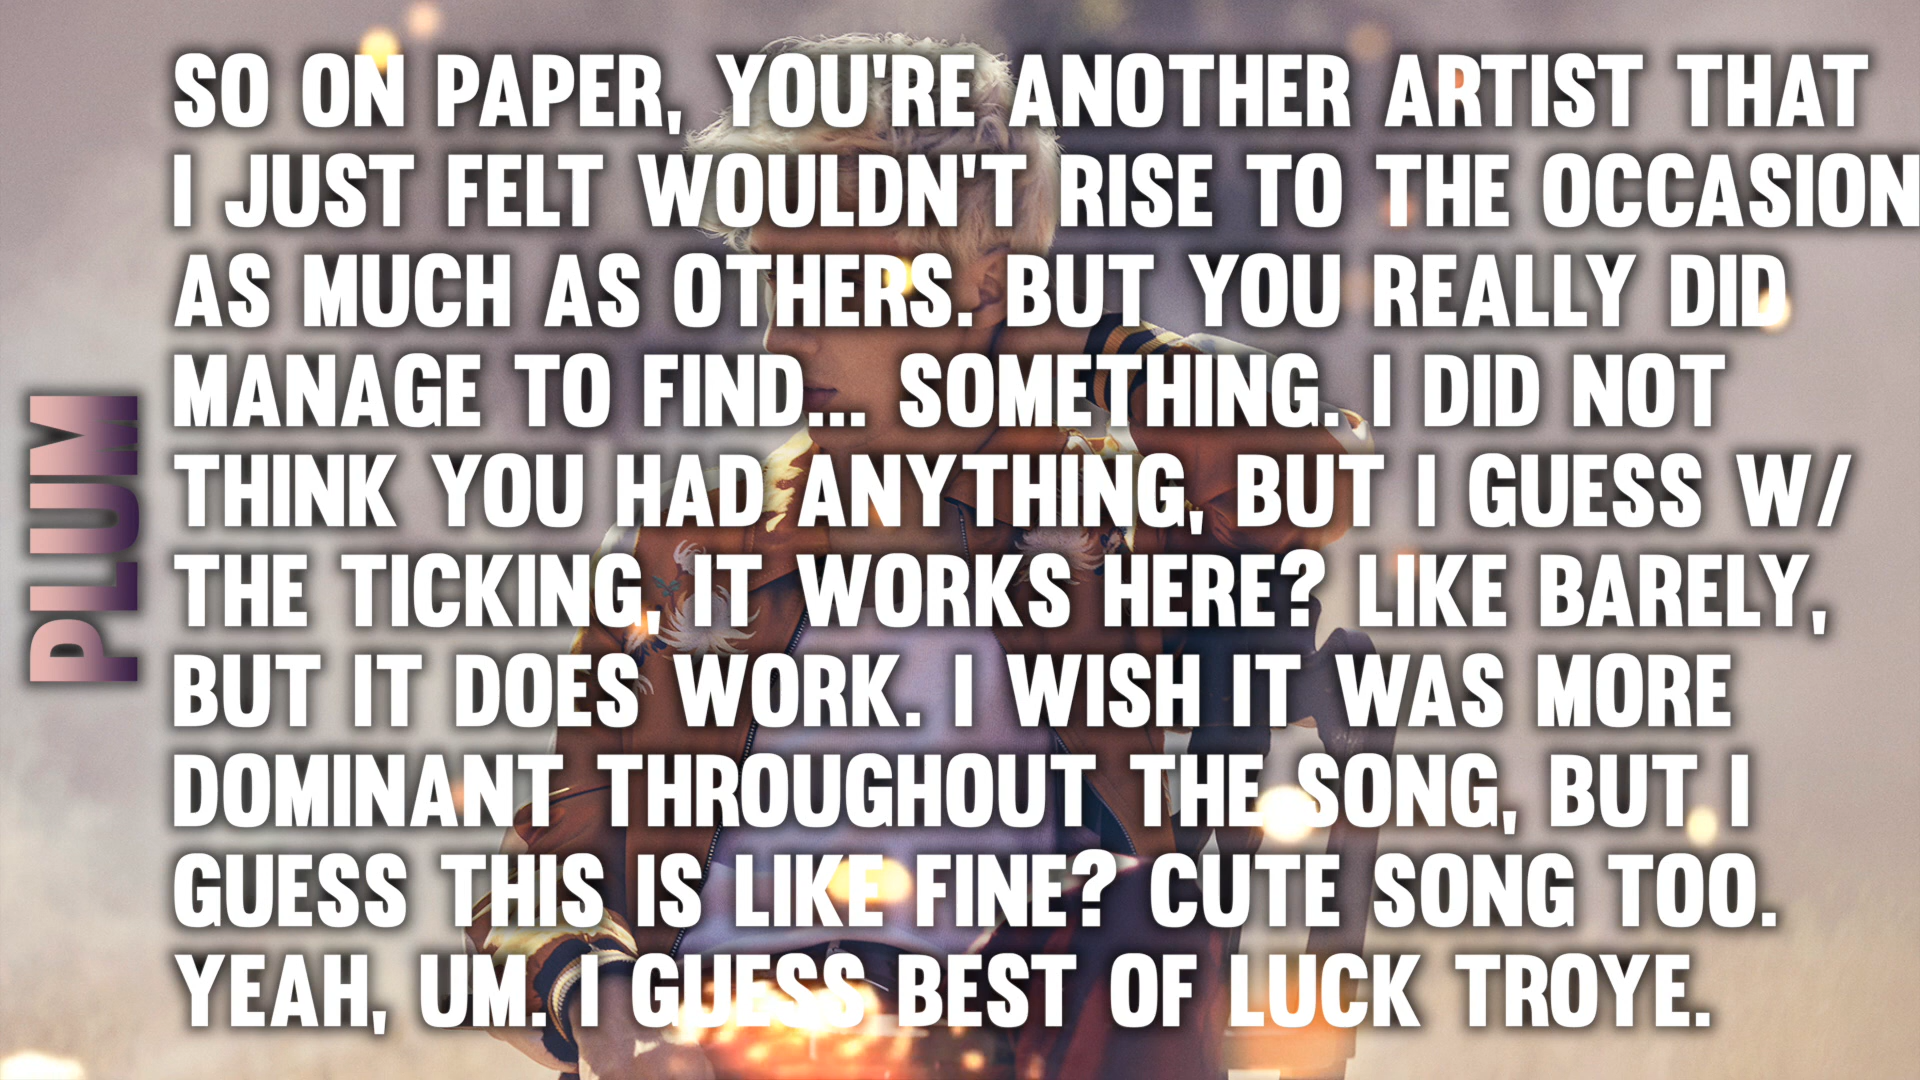 PLUM
SO ON PAPER, YOU'RE ANOTHER ARTIST THAT
I JUST FELT WOULDN'T RISE TO THE OCCASION
AS MUCH AS OTHERS. BUT YOU REALLY DID
MANAGE TO FIND... SOMETHING. I DID NOT
THINK YOU HAD ANYTHING, BUT I GUESS W/
THE TICKING, IT WORKS HERE? LIKE BARELY,
BUT IT DOES WORK. I WISH IT WAS MORE
DOMINANT THROUGHOUT THE SONG, BUT I
GUESS THIS IS LIKE FINE? CUTE SONG TOO.
YEAH, UM. I GUESS BEST OF LUCK TROYE.